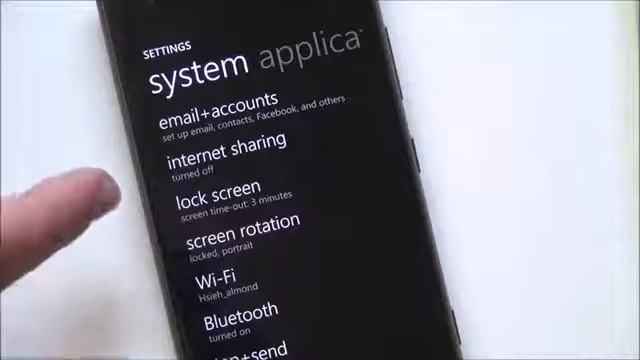 SETTINGS
system applica
email+accounts
set up email, contacts, Facebook, and others
internet sharing
turned off
lock screen
screen time-out: 3 minutes
screen rotation
locked, portrait
Wi-Fi
Hsieh_almond
Bluetooth
turned on
+send